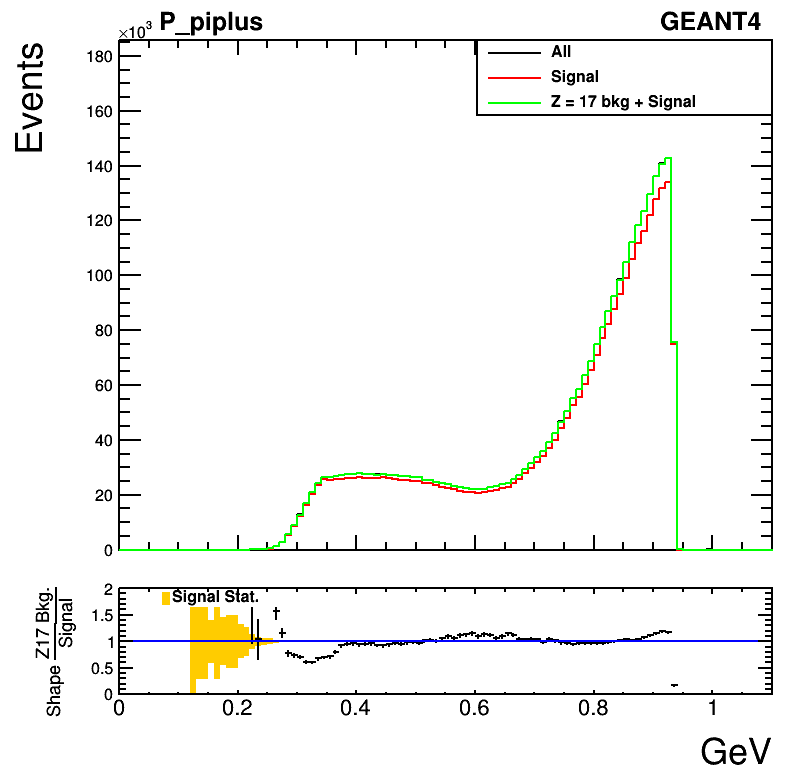 ×10³ P_piplus GEANT4
Events
All
Signal
Z = 17 bkg + Signal
180
160
140
120
100
80
60
40
20
0
Shape Z17 Bkg.
Signal
Signal Stat.
2
1.5
1
0.5
0
0 0.2 0.4 0.6 0.8 1
GeV